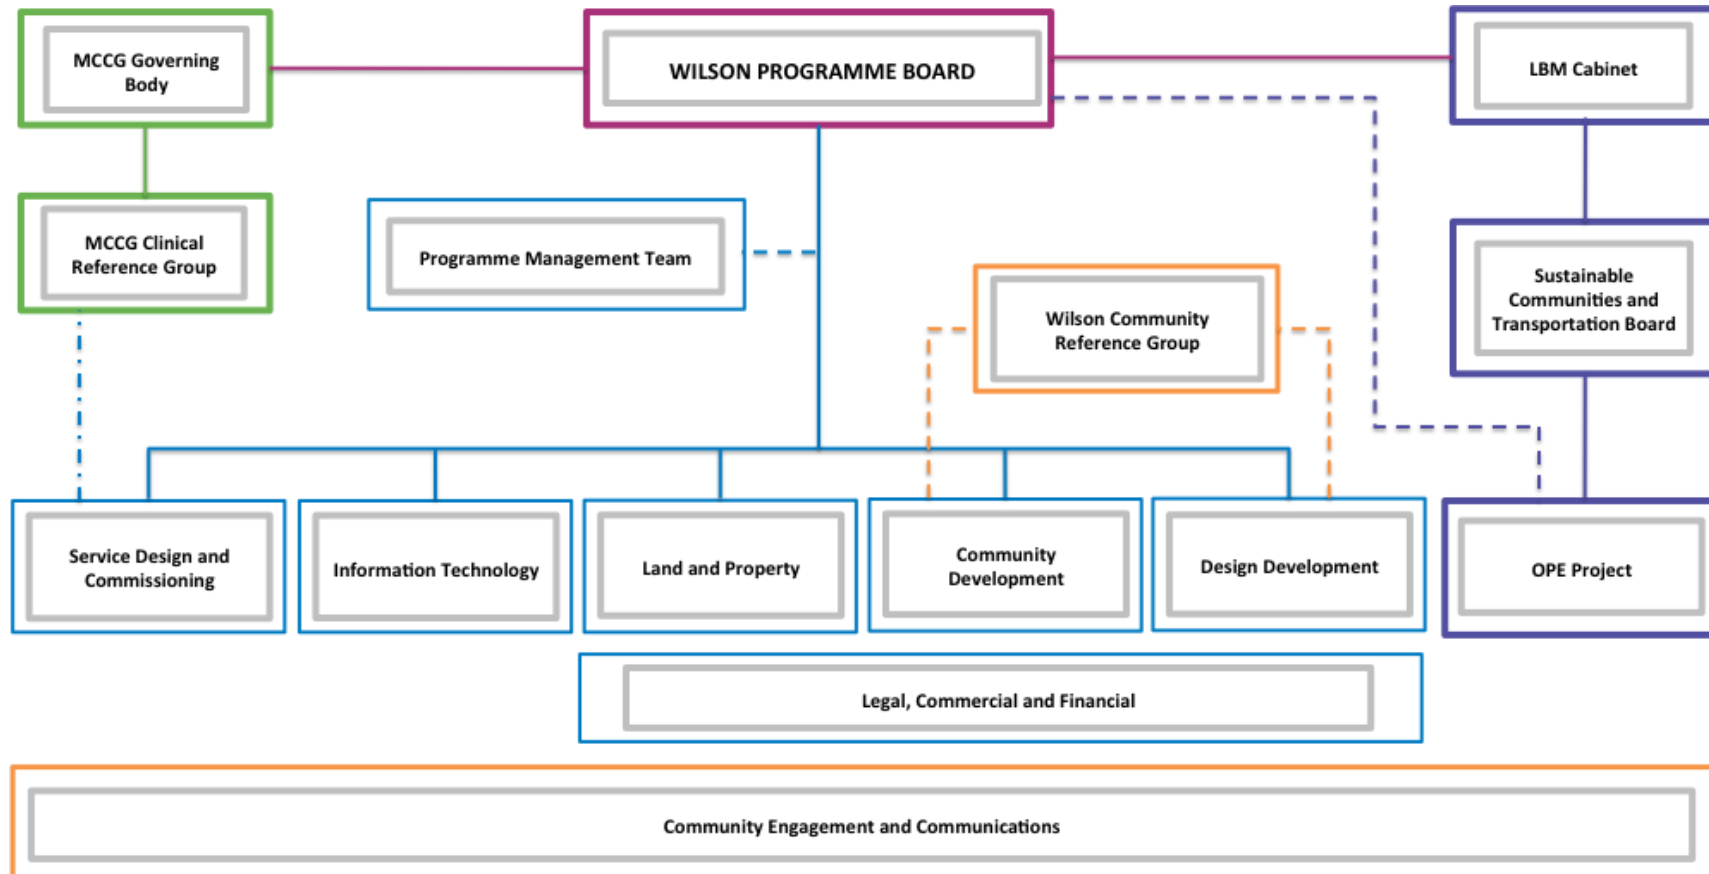 MCCG Governing
Body
WILSON PROGRAMME BOARD
LBM Cabinet
MCCG Clinical
Reference Group
Programme Management Team
Wilson Community
Reference Group
Sustainable
Communities and
Transportation Board
Service Design and
Commissioning
Information Technology
Land and Property
Community
Development
Design Development
OPE Project
Legal, Commercial and Financial
Community Engagement and Communications